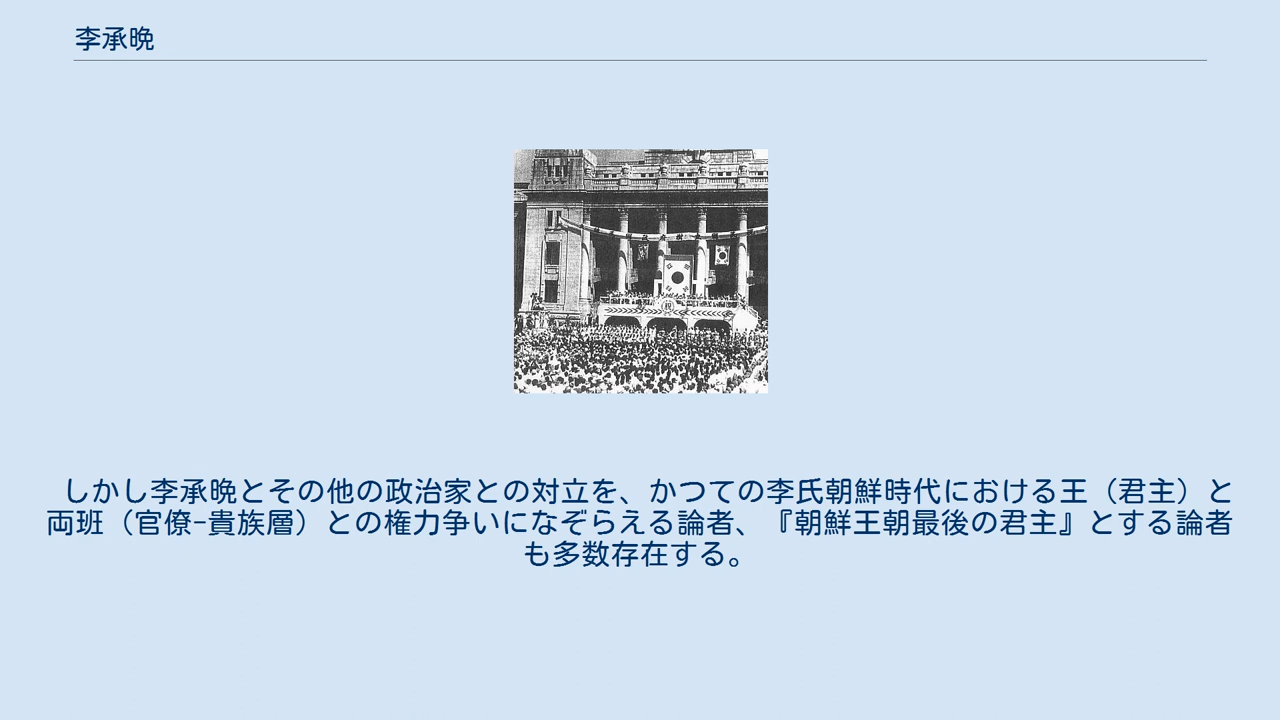 李承晩
しかし李承晩とその他の政治家との対立を、かつての李氏朝鮮時代における王（君主）と
両班（官僚−貴族層）との権力争いになぞらえる論者、『朝鮮王朝最後の君主』とする論者
も多数存在する。